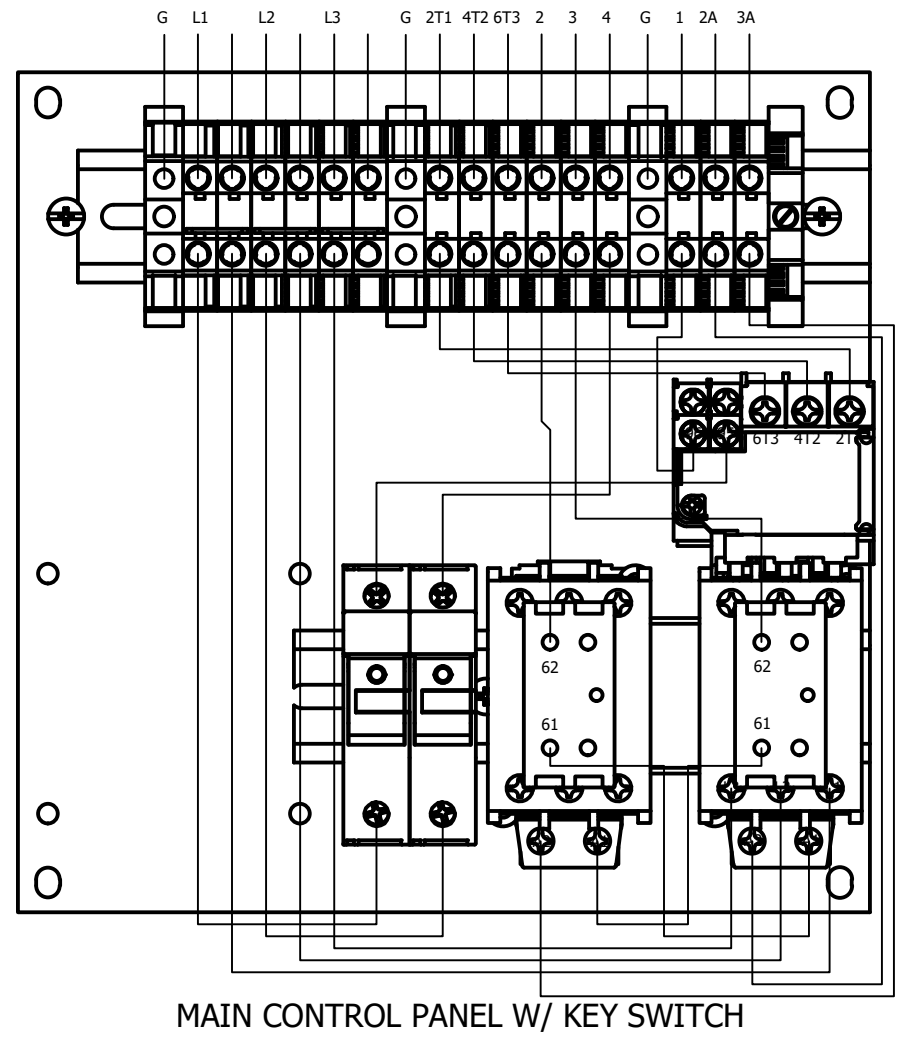 G L1 L2 L3 G 2T1 4T2 6T3 2 3 4 G 1 2A 3A
6T3 4T2 2T
62 62
61 61
MAIN CONTROL PANEL W/ KEY SWITCH